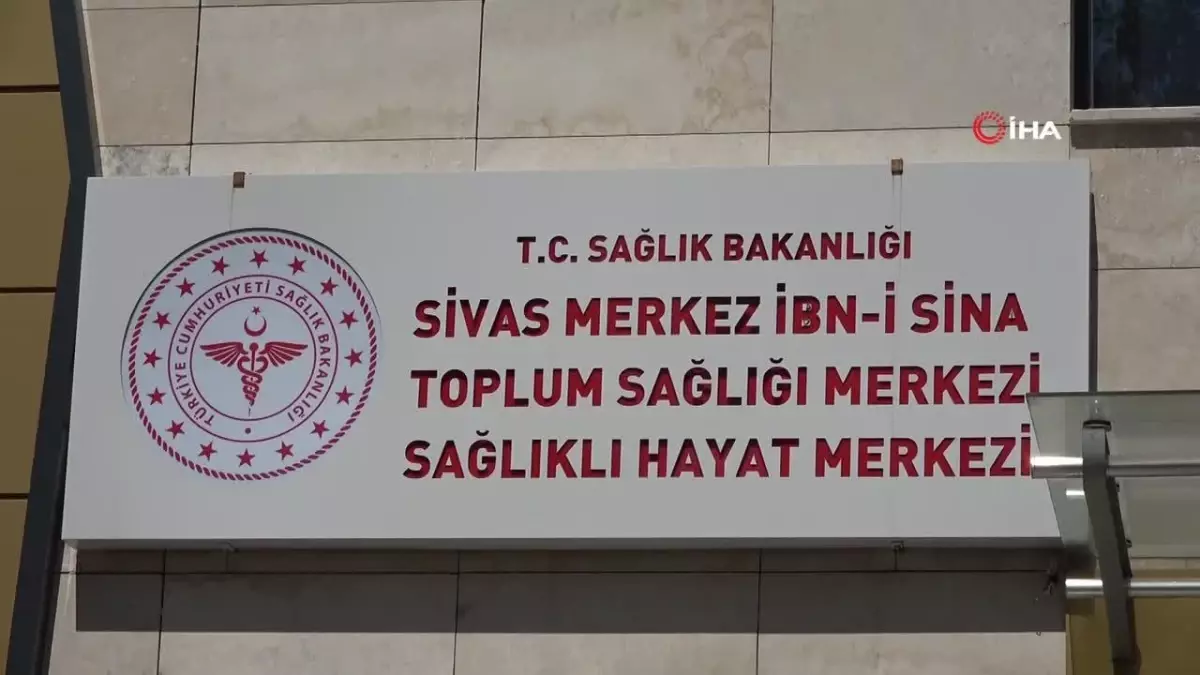 İHA
T.C. SAĞLIK BAKANLIĞI
SİVAS MERKEZ İBN-İ SİNA
TOPLUM SAĞLIĞI MERKEZİ
SAĞLIKLI HAYAT MERKEZİ
TÜRKİYE CUMHURİYETİ SAĞLIK BAKANLIĞI